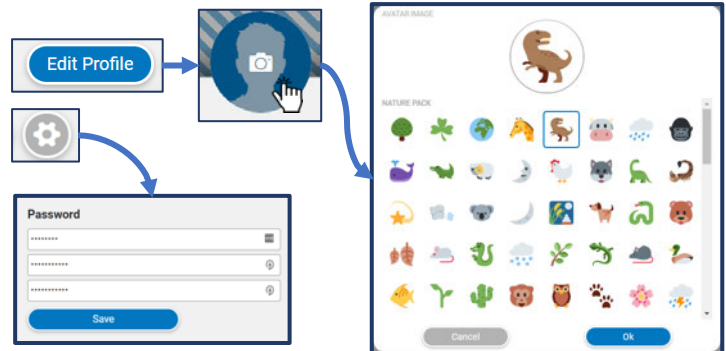 Edit Profile
Password
Save
AVATAR IMAGE
NATURE PACK
Cancel
Ok